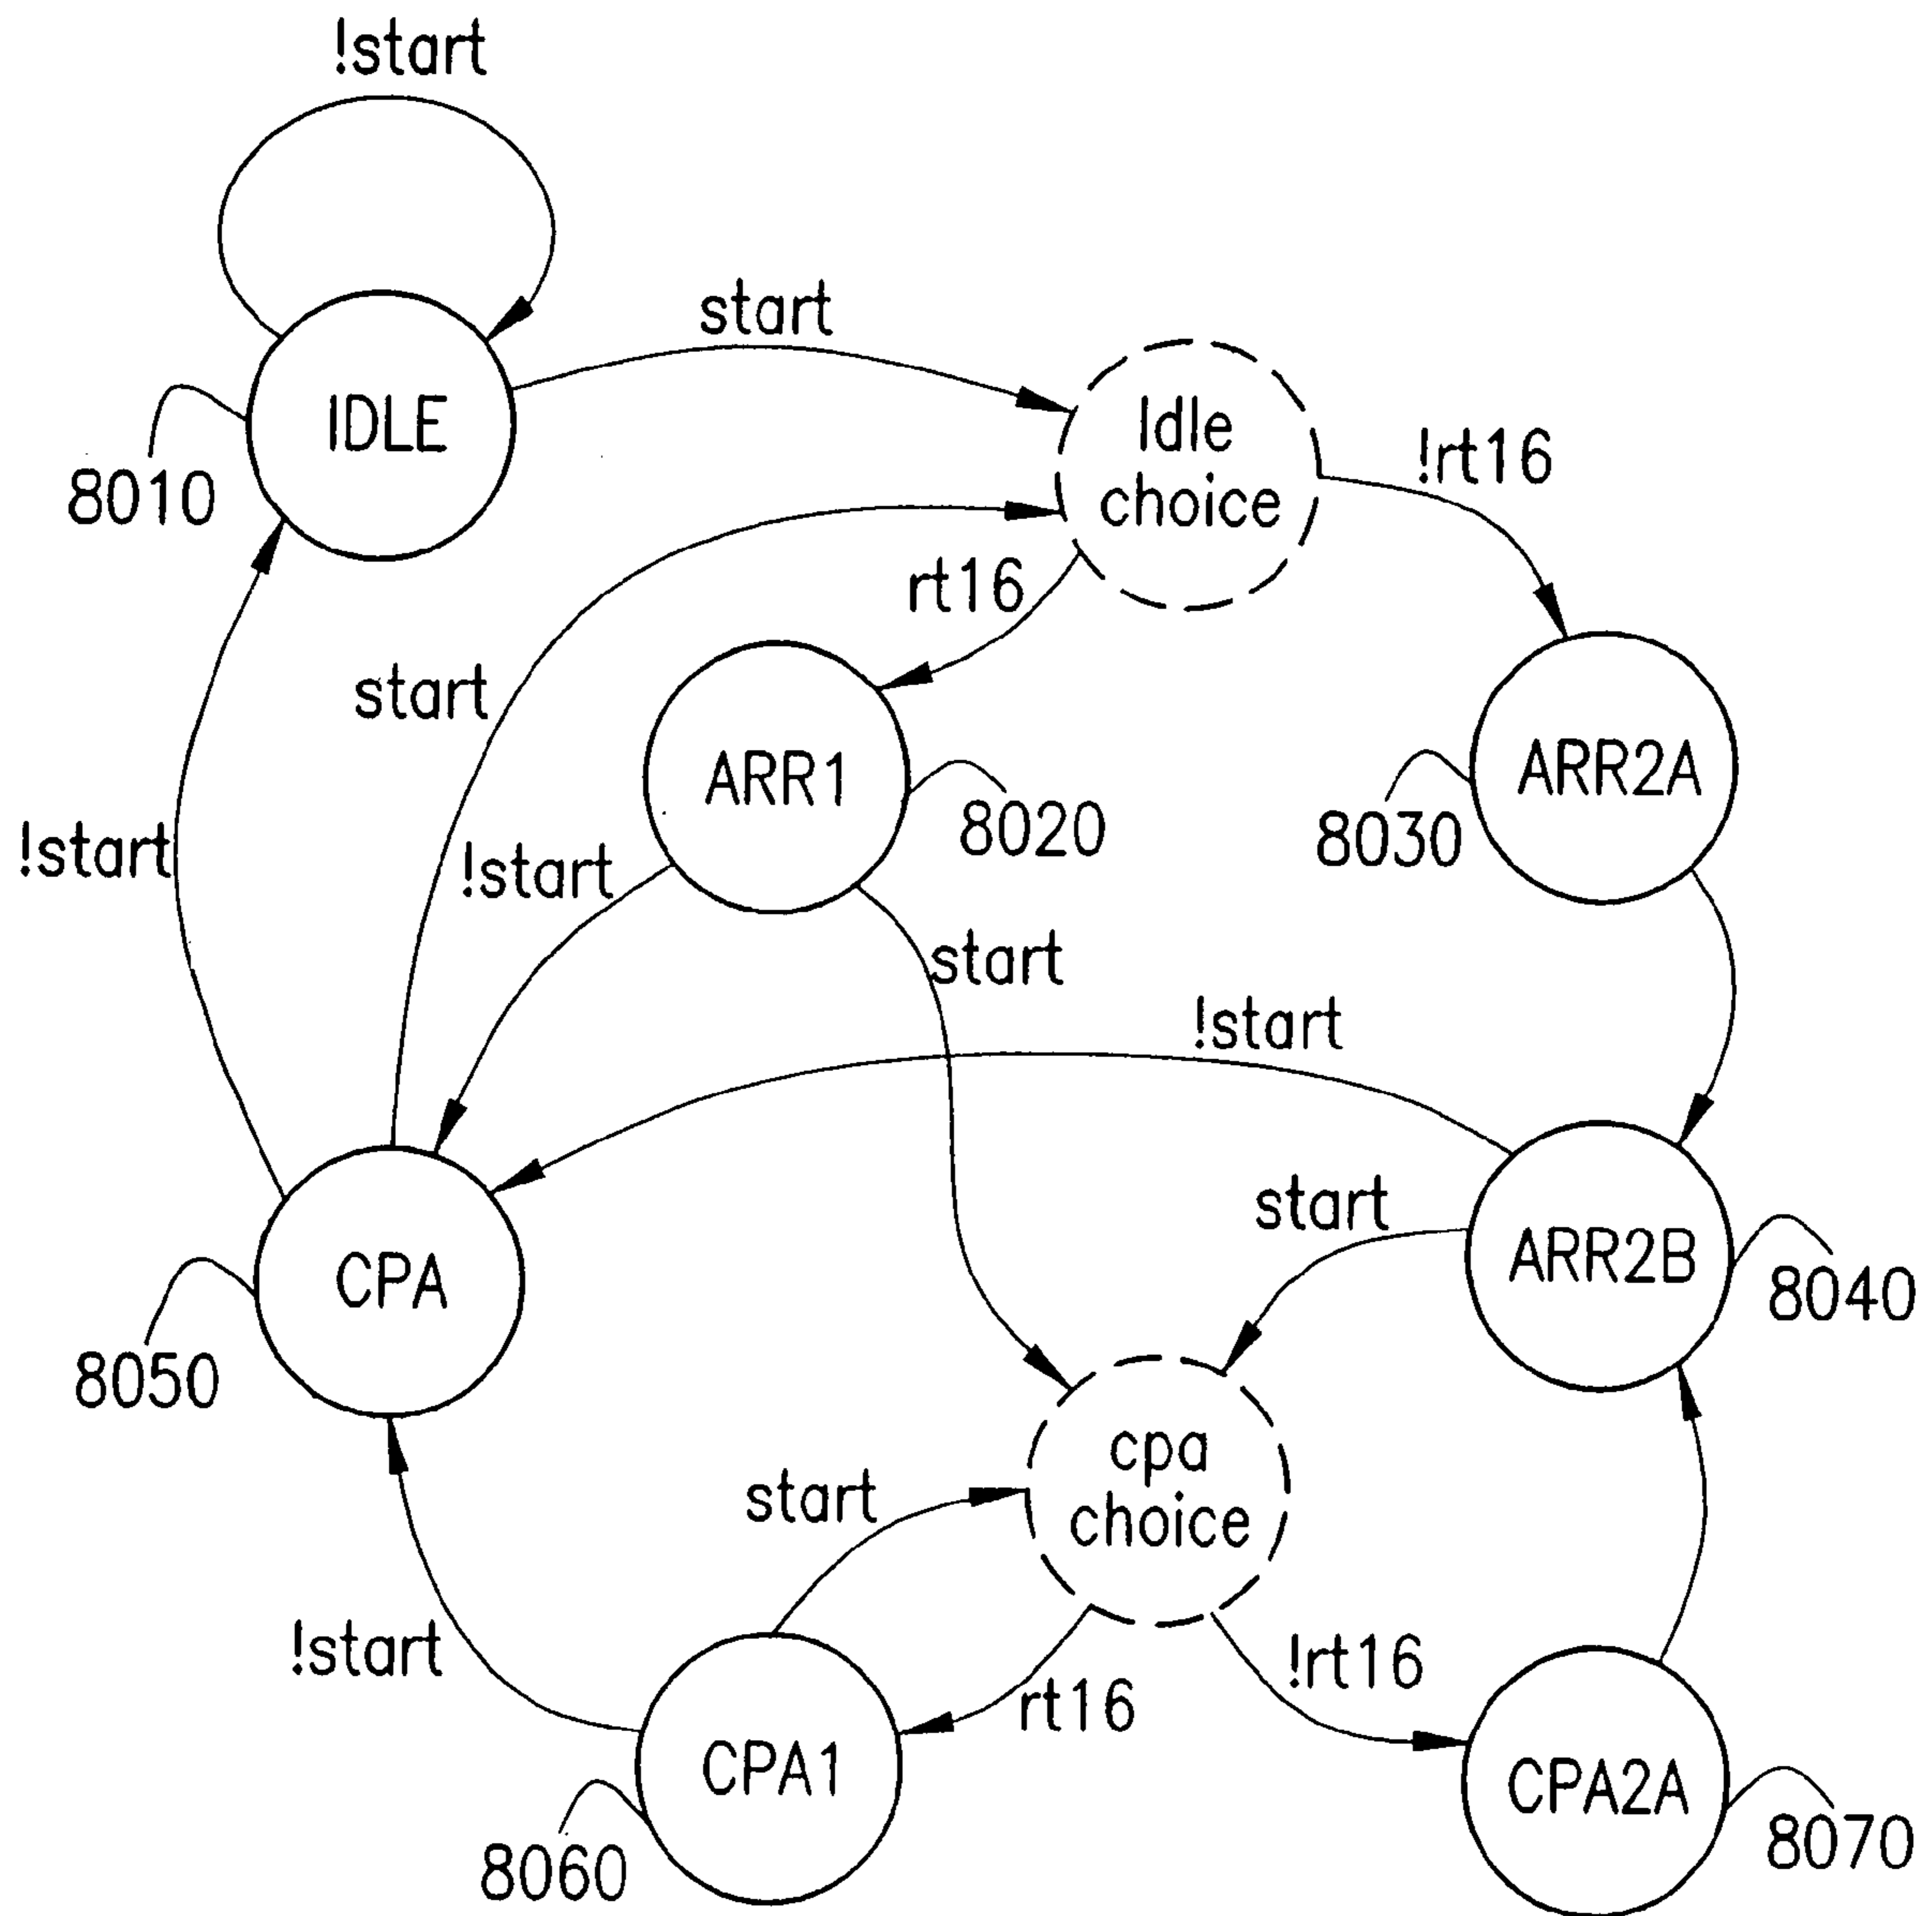 !start
start
IDLE
Idle
choice
!rt16
8010
rt16
start
ARR1
ARR2A
8020
8030
!start
!start
start
!start
start
ARR2B
CPA
8040
8050
cpa
choice
start
!start
!rt16
rt16
CPA1
CPA2A
8060
8070